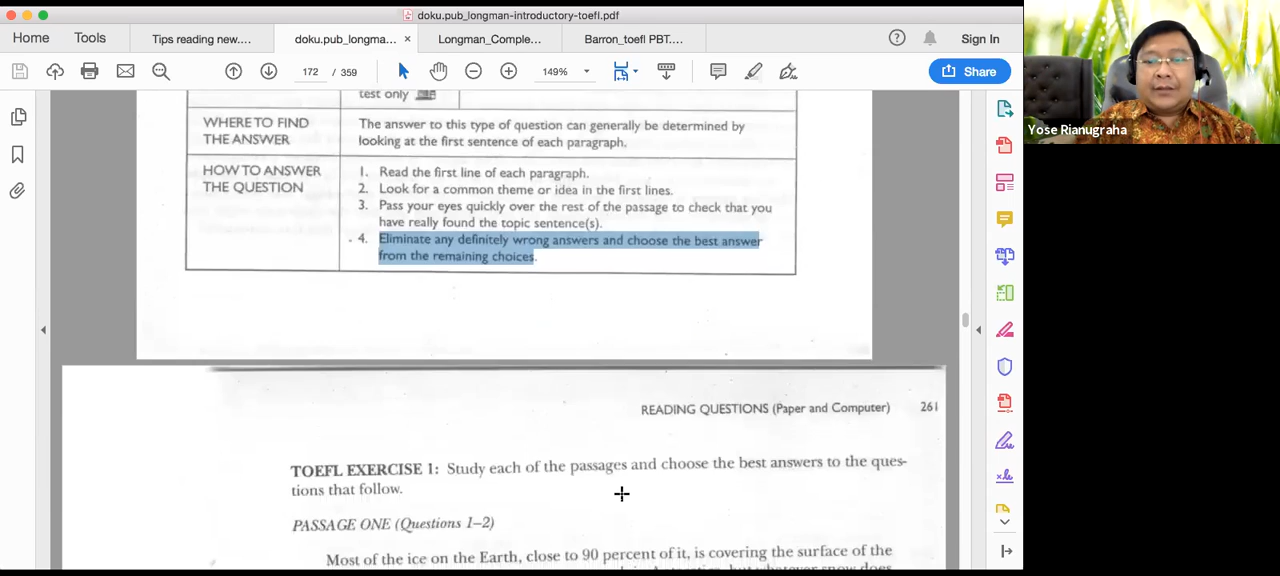 doku.pub_longman-introductory-toefl.pdf
Home
Tools
Tips reading new....
doku.pub_longma...
×
Longman_Comple...
Barron_toefl PBT....
Sign In
172 / 359
149%
Share
Yose Rianugraha
test only
WHERE TO FIND
THE ANSWER
The answer to this type of question can generally be determined by
looking at the first sentence of each paragraph.
HOW TO ANSWER
THE QUESTION
1. Read the first line of each paragraph.
2. Look for a common theme or idea in the first lines.
3. Pass your eyes quickly over the rest of the passage to check that you
have really found the topic sentence(s).
4. Eliminate any definitely wrong answers and choose the best answer
from the remaining choices.
READING QUESTIONS (Paper and Computer) 261
TOEFL EXERCISE 1: Study each of the passages and choose the best answers to the ques-
tions that follow.
PASSAGE ONE (Questions 1–2)
Most of the ice on the Earth, close to 90 percent of it, is covering the surface of the